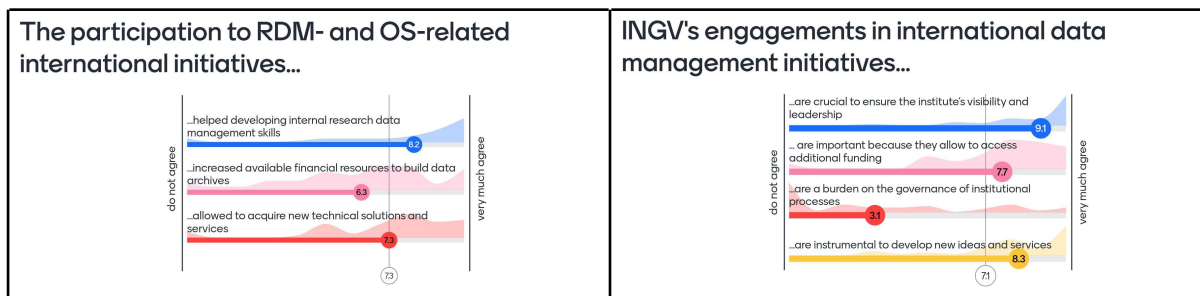 The participation to RDM- and OS-related
international initiatives...
do not agree
...helped developing internal research data
management skills
8.2
...increased available financial resources to build data
archives
6.3
...allowed to acquire new technical solutions and
services
7.3
very much agree
7.3
INGV's engagements in international data
management initiatives...
do not agree
...are crucial to ensure the institute's visibility and
leadership
9.1
... are important because they allow to access
additional funding
7.7
...are a burden on the governance of institutional
processes
3.1
...are instrumental to develop new ideas and services
8.3
very much agree
7.1